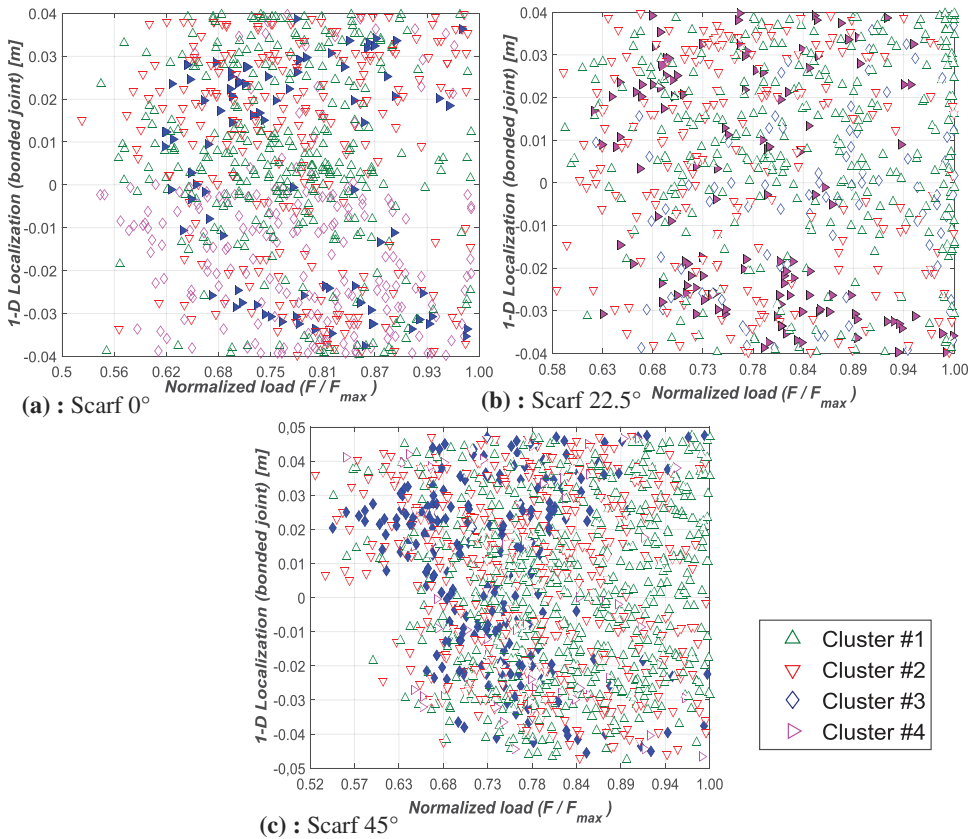 1-D Localization (bonded joint) [m]
0.04
0.03
0.02
0.01
0
-0.01
-0.02
-0.03
-0.04
0.5 0.56 0.62 0.68 0.75 0.81 0.87 0.93 1.00
Normalized load (F / Fmax )
(a) : Scarf 0°
1-D Localization (bonded joint) [m]
0.04
0.03
0.02
0.01
0
-0.01
-0.02
-0.03
-0.04
0.58 0.63 0.68 0.73 0.79 0.84 0.89 0.94 1.00
Normalized load (F / Fmax )
(b) : Scarf 22.5°
1-D Localization (bonded joint) [m]
0,05
0.04
0.03
0.02
0.01
0
-0.01
-0.02
-0.03
-0.04
-0,05
0.52 0.57 0.63 0.68 0.73 0.78 0.84 0.89 0.94 1.00
Normalized load (F / Fmax )
(c) : Scarf 45°
Cluster #1
Cluster #2
Cluster #3
Cluster #4